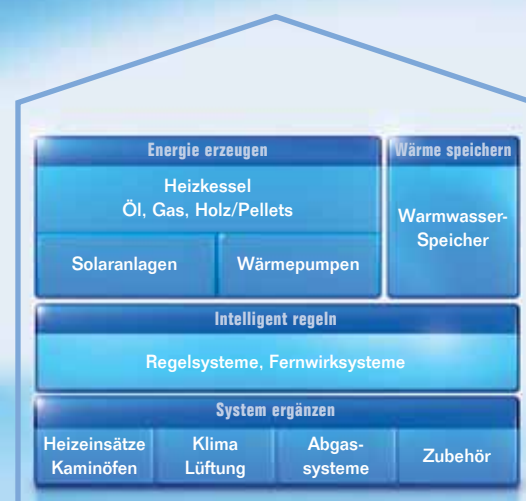 Energie erzeugen
Heizkessel
Öl, Gas, Holz/Pellets
Solaranlagen
Wärmepumpen
Wärme speichern
Warmwasser-
Speicher
Intelligent regeln
Regelsysteme, Fernwirksysteme
System ergänzen
Heizeinsätze
Kaminöfen
Klima
Lüftung
Abgas-
systeme
Zubehör